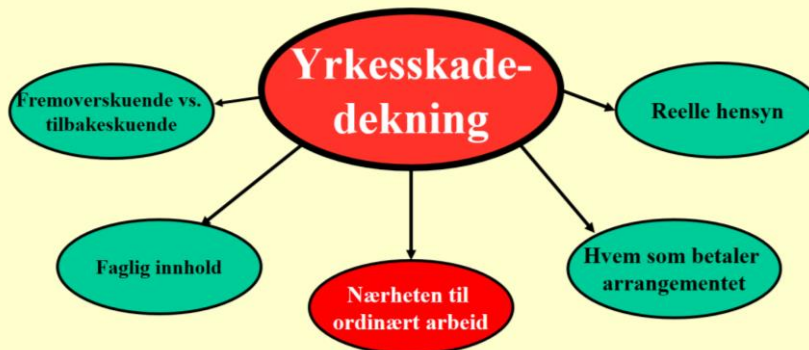 Yrkesskade-
dekning
Fremoverskuende vs.
tilbakeskuende
Reelle hensyn
Faglig innhold
Nærheten til
ordinært arbeid
Hvem som betaler
arrangementet